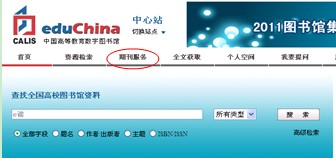 eduChina
CALIS 中国高等教育数字图书馆
中心站
切换站点
2011图书馆集
首页 资源检索 期刊服务 全文获取 个人空间 我要提问
查找全国高校图书馆资料
e读 所有类型 搜 索
全部字段 题名 作者/出版者 主题 ISBN/ISSN 高级检索